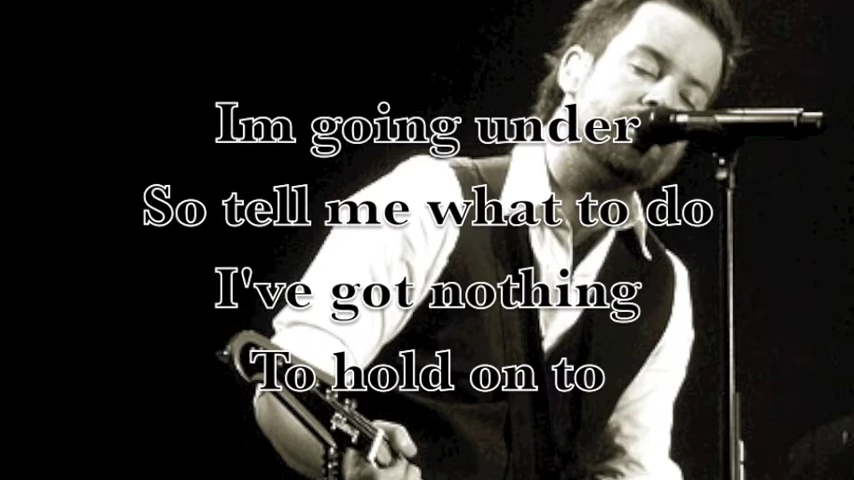 Im going under
So tell me what to do
I've got nothing
To hold on to